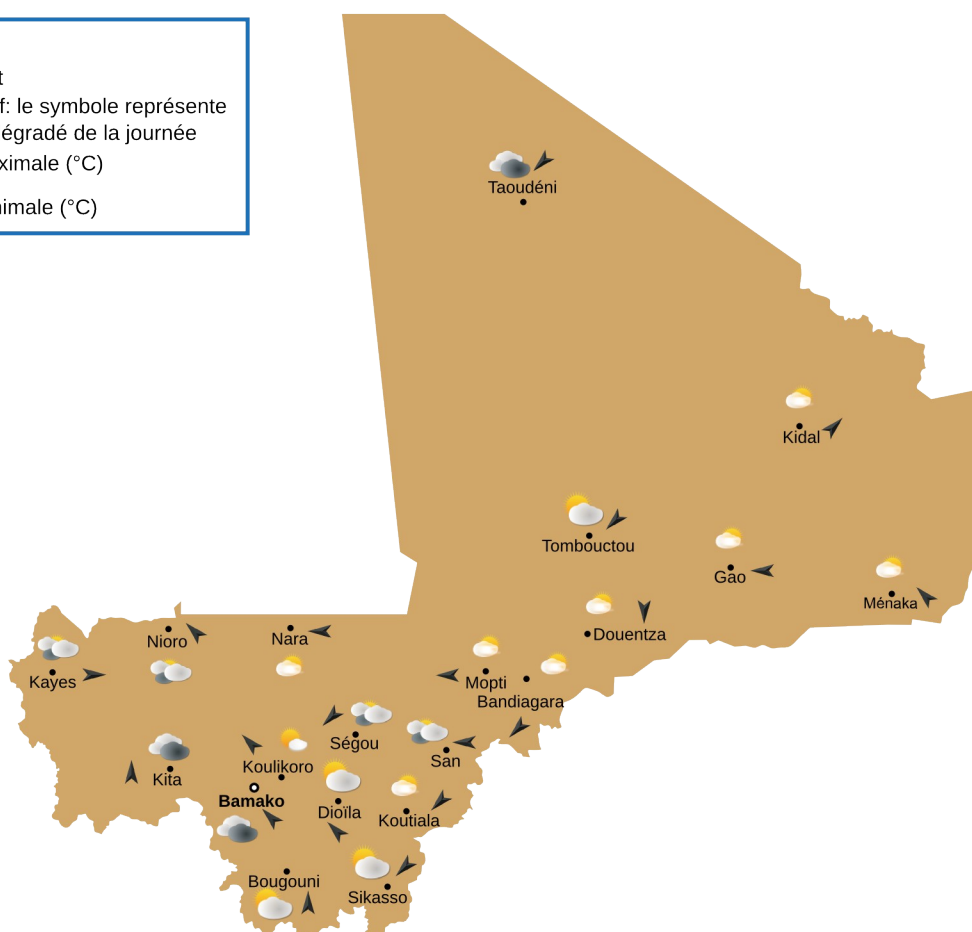 t
f: le symbole représente
égradé de la journée
ximale (°C)
imale (°C)
Taoudéni
Kidal
Tombouctou
Gao
Ménaka
Douentza
Nioro
Nara
Kayes
Mopti
Bandiagara
Ségou
San
Koulikoro
Kita
Bamako
Dioïla
Koutiala
Bougouni
Sikasso